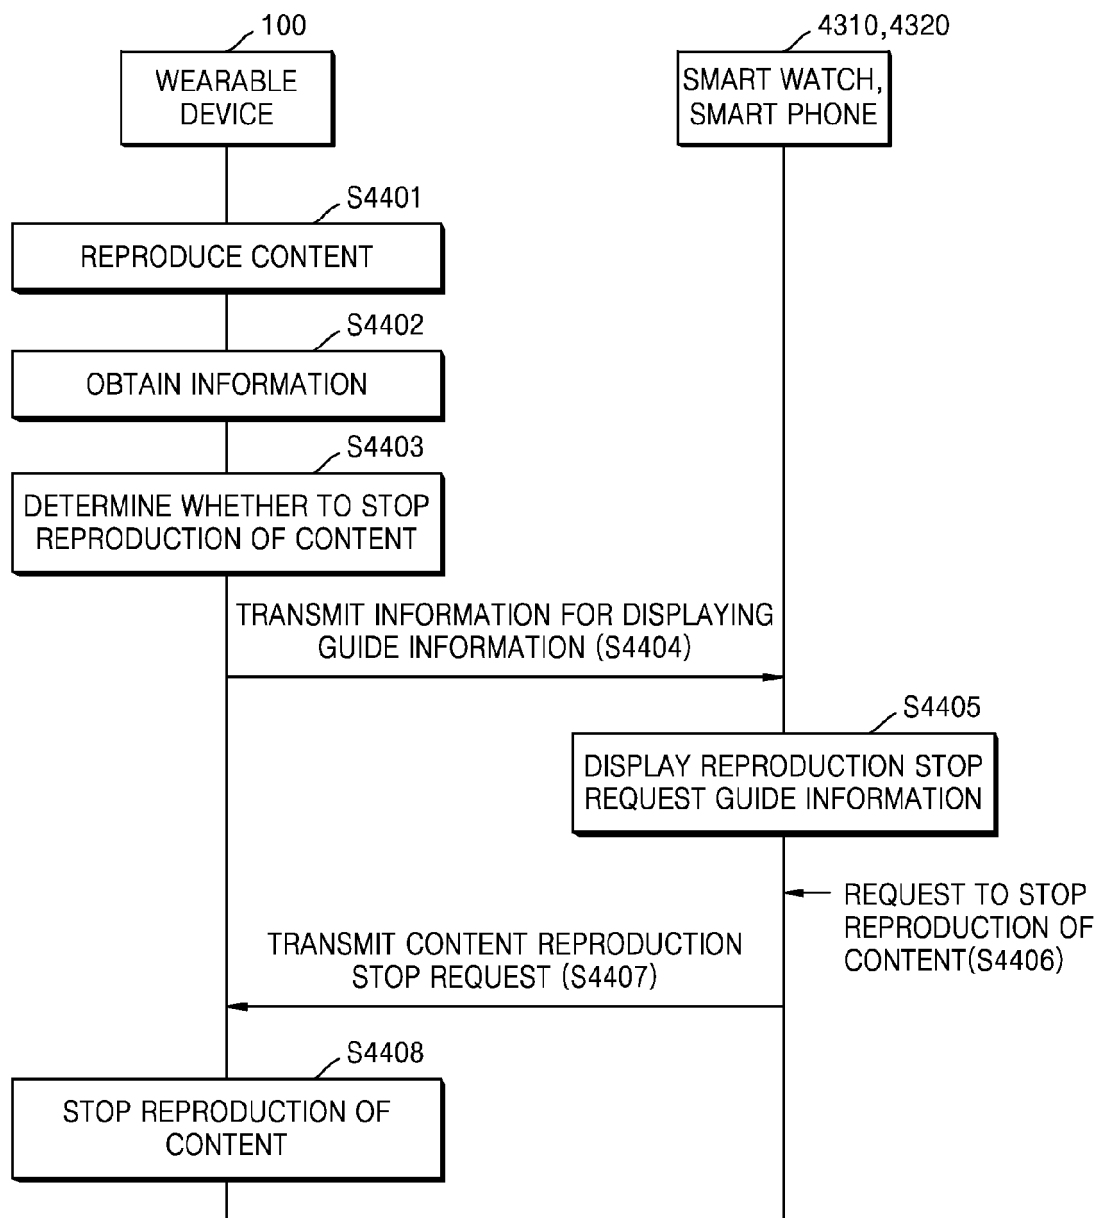 100
WEARABLE
DEVICE
4310,4320
SMART WATCH,
SMART PHONE
S4401
REPRODUCE CONTENT
S4402
OBTAIN INFORMATION
S4403
DETERMINE WHETHER TO STOP
REPRODUCTION OF CONTENT
TRANSMIT INFORMATION FOR DISPLAYING
GUIDE INFORMATION (S4404)
S4405
DISPLAY REPRODUCTION STOP
REQUEST GUIDE INFORMATION
REQUEST TO STOP
REPRODUCTION OF
CONTENT(S4406)
TRANSMIT CONTENT REPRODUCTION
STOP REQUEST (S4407)
S4408
STOP REPRODUCTION OF
CONTENT